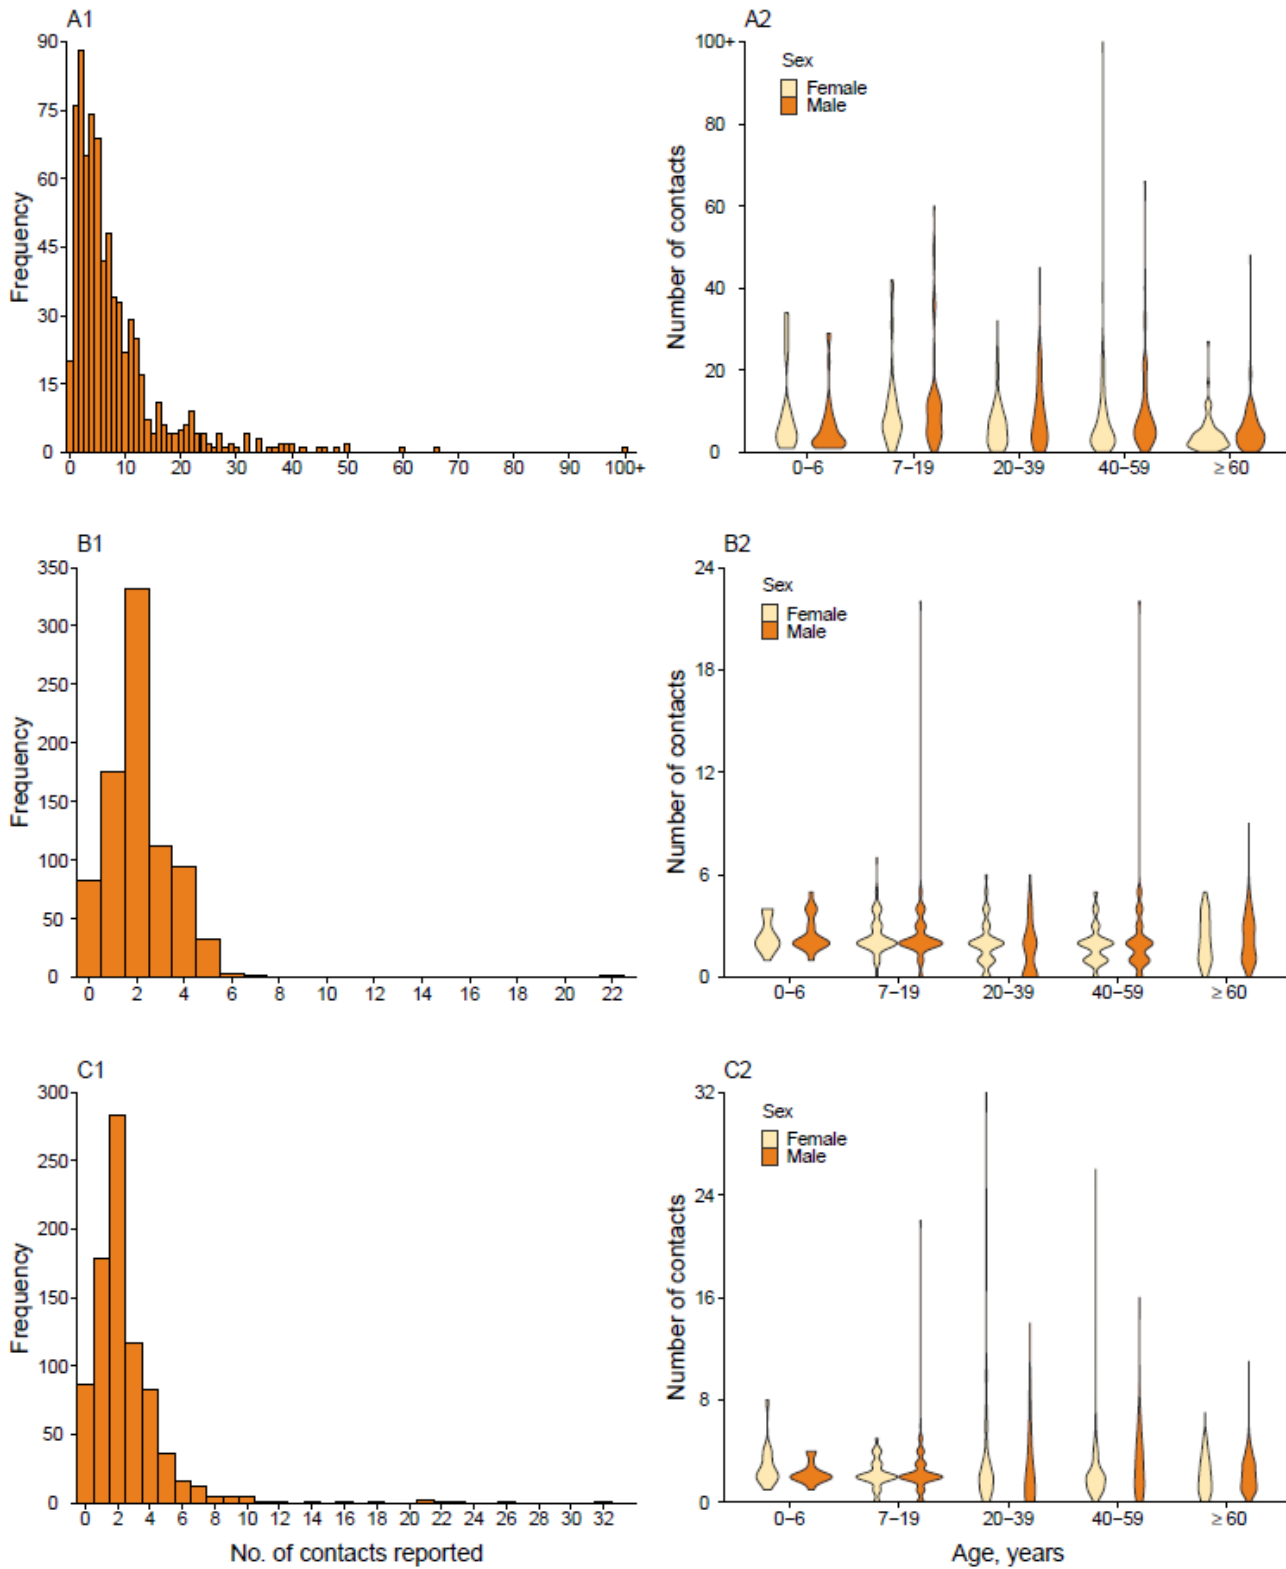 A1
Frequency
90
75
60
45
30
15
0
0 10 20 30 40 50 60 70 80 90 100+
A2
Number of contacts
100+
80
60
40
20
0
Sex
Female
Male
0–6 7–19 20–39 40–59 ≥ 60
B1
Frequency
350
300
250
200
150
100
50
0
0 2 4 6 8 10 12 14 16 18 20 22
B2
Number of contacts
24
18
12
6
0
Sex
Female
Male
0–6 7–19 20–39 40–59 ≥ 60
C1
Frequency
300
250
200
150
100
50
0
0 2 4 6 8 10 12 14 16 18 20 22 24 26 28 30 32
No. of contacts reported
C2
Number of contacts
32
24
16
8
0
Sex
Female
Male
0–6 7–19 20–39 40–59 ≥ 60
Age, years